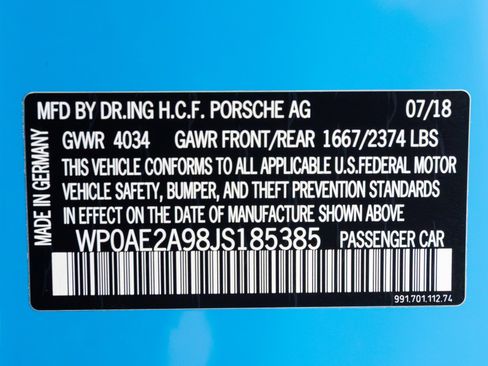 MFD BY DR.ING H.C.F. PORSCHE AG 07/18
GVWR 4034 GAWR FRONT/REAR 1667/2374 LBS
THIS VEHICLE CONFORMS TO ALL APPLICABLE U.S.FEDERAL MOTOR
VEHICLE SAFETY, BUMPER, AND THEFT PREVENTION STANDARDS
IN EFFECT ON THE DATE OF MANUFACTURE SHOWN ABOVE
WP0AE2A98JS185385 PASSENGER CAR
991.701.112.74
MADE IN GERMANY